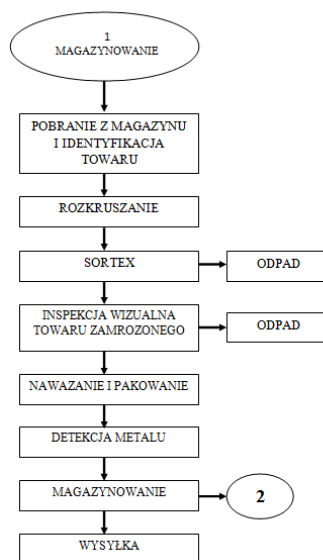 1
MAGAZYNOWANIE
POBRANIE Z MAGAZYNU
I IDENTYFIKACJA
TOWARU
ROZKRUSZANIE
SORTEX
ODPAD
INSPEKCJA WIZUALNA
TOWARU ZAMROZONEGO
ODPAD
NAWAZANIE I PAKOWANIE
DETEKCJA METALU
MAGAZYNOWANIE
2
WYSYŁKA